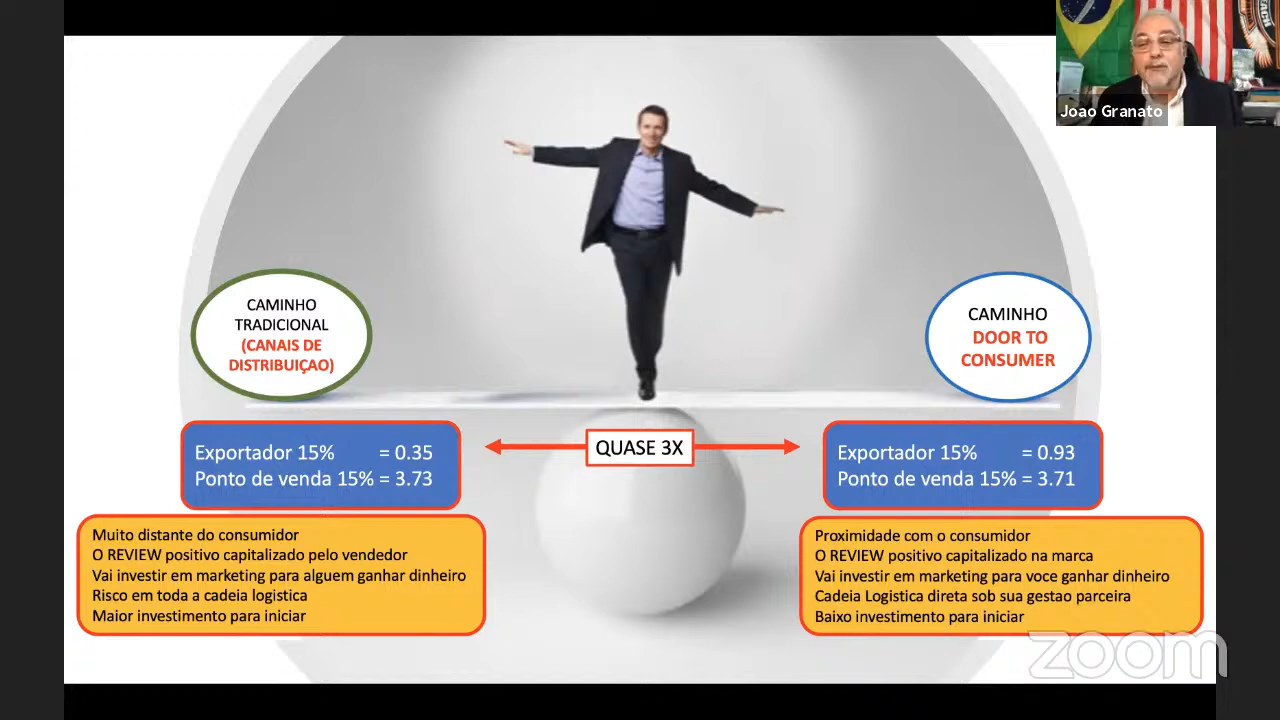 Joao Granato
CAMINHO
TRADICIONAL
(CANAIS DE
DISTRIBUIÇAO)
CAMINHO
DOOR TO
CONSUMER
Exportador 15% = 0.35
Ponto de venda 15% = 3.73
QUASE 3X
Exportador 15% = 0.93
Ponto de venda 15% = 3.71
Muito distante do consumidor
O REVIEW positivo capitalizado pelo vendedor
Vai investir em marketing para alguem ganhar dinheiro
Risco em toda a cadeia logistica
Maior investimento para iniciar
Proximidade com o consumidor
O REVIEW positivo capitalizado na marca
Vai investir em marketing para voce ganhar dinheiro
Cadeia Logistica direta sob sua gestao parceira
Baixo investimento para iniciar
zoom